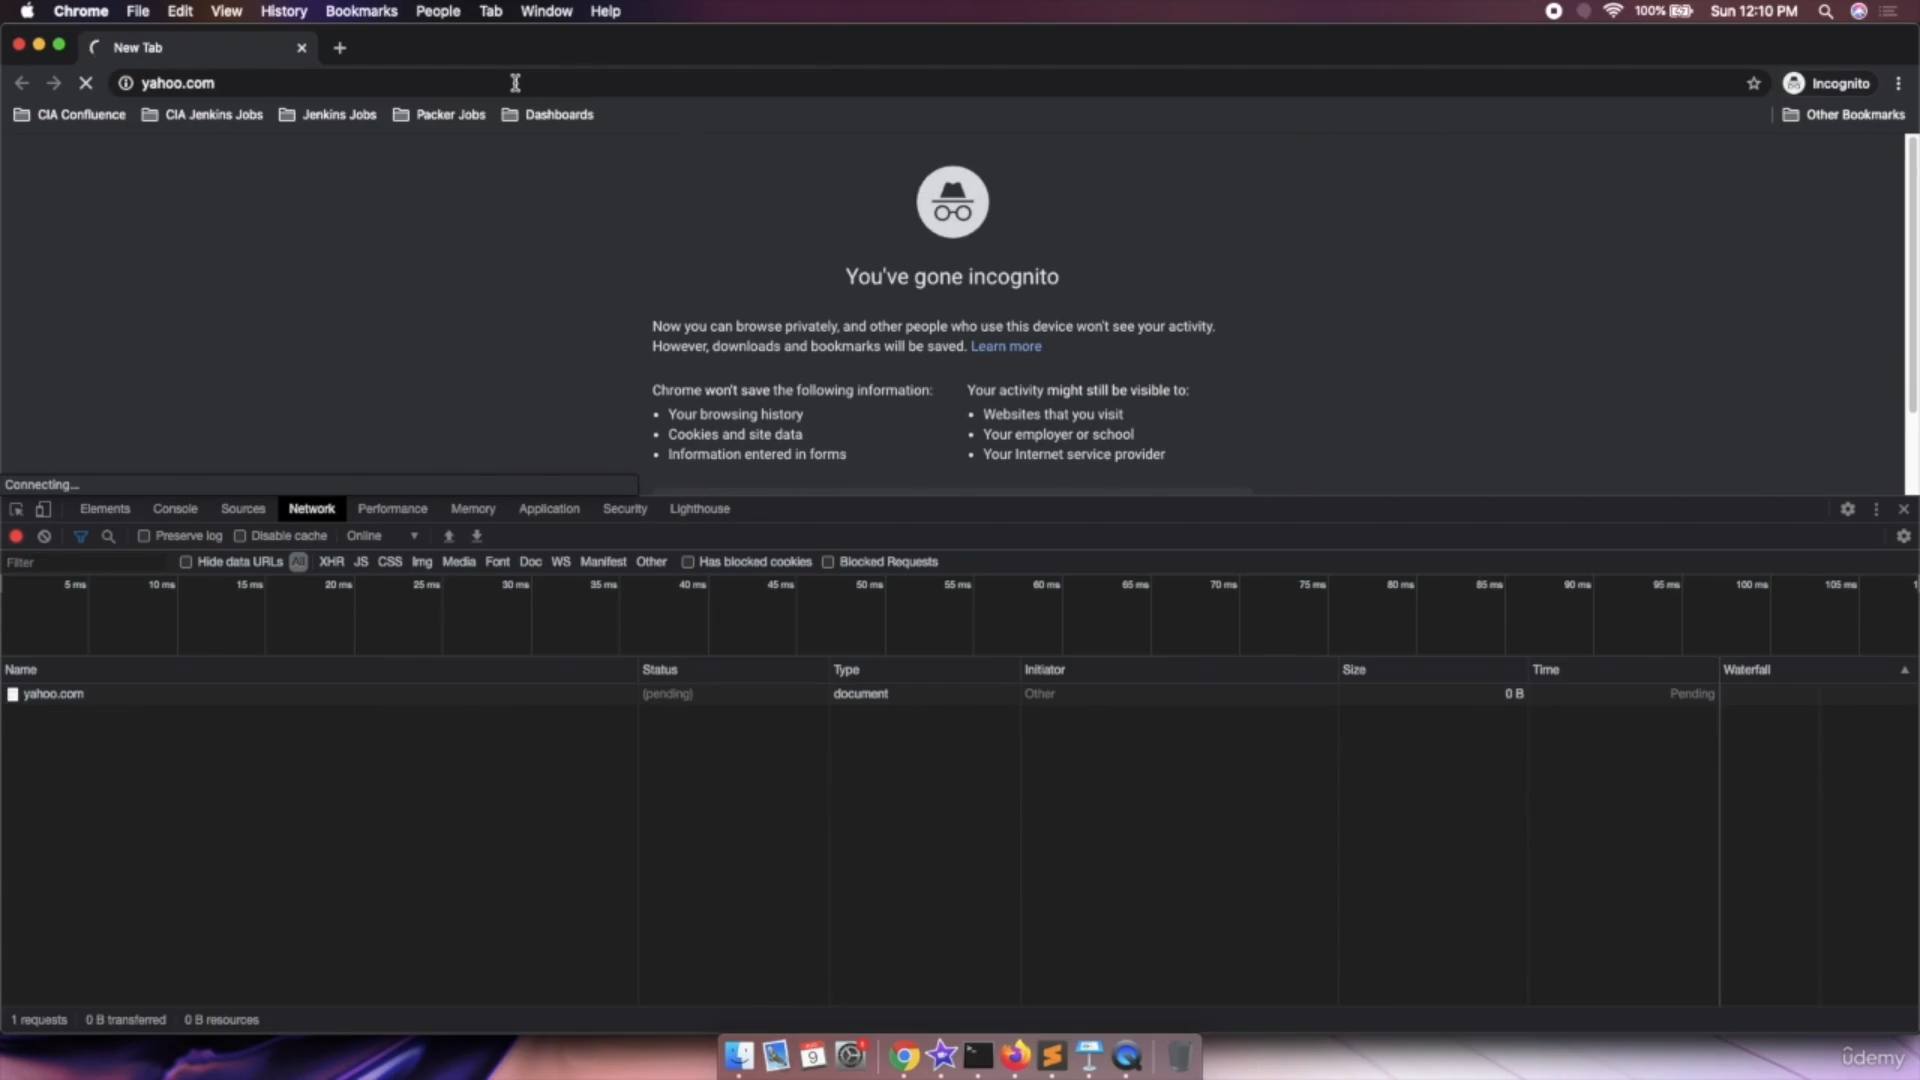 Chrome File Edit View History Bookmarks People Tab Window Help 100% Sun 12:10 PM
New Tab
yahoo.com Incognito
CIA Confluence CIA Jenkins Jobs Jenkins Jobs Packer Jobs Dashboards Other Bookmarks
You've gone incognito
Now you can browse privately, and other people who use this device won't see your activity.
However, downloads and bookmarks will be saved. Learn more
Chrome won't save the following information:
• Your browsing history
• Cookies and site data
• Information entered in forms
Your activity might still be visible to:
• Websites that you visit
• Your employer or school
• Your Internet service provider
Connecting...
Elements Console Sources Network Performance Memory Application Security Lighthouse
Preserve log Disable cache Online
Filter Hide data URLs All XHR JS CSS Img Media Font Doc WS Manifest Other Has blocked cookies Blocked Requests
5 ms 10 ms 15 ms 20 ms 25 ms 30 ms 35 ms 40 ms 45 ms 50 ms 55 ms 60 ms 65 ms 70 ms 75 ms 80 ms 85 ms 90 ms 95 ms 100 ms 105 ms 1
Name Status Type Initiator Size Time Waterfall
yahoo.com (pending) document Other 0 B Pending
1 requests 0 B transferred 0 B resources
9
ûdemy